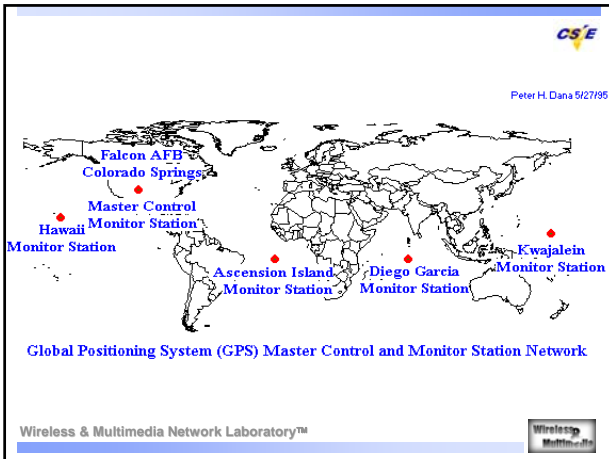 CS/E
Peter H. Dana 5/27/95
Falcon AFB
Colorado Springs
Master Control
Monitor Station
Hawaii
Monitor Station
Ascension Island
Monitor Station
Diego Garcia
Monitor Station
Kwajalein
Monitor Station
Global Positioning System (GPS) Master Control and Monitor Station Network
Wireless & Multimedia Network Laboratory™
Wireless
Multimedia